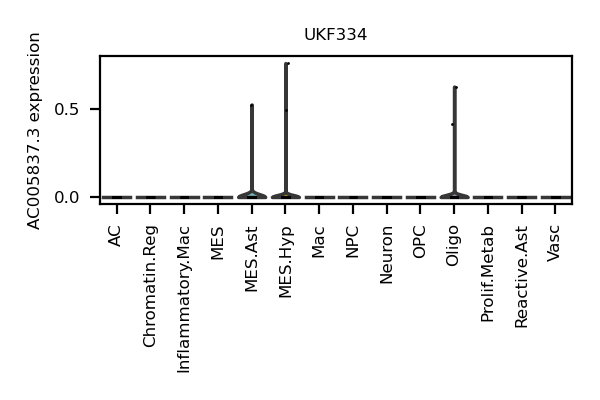 UKF334
AC005837.3 expression
0.5
0.0
AC
Chromatin.Reg
Inflammatory.Mac
MES
MES.Ast
MES.Hyp
Mac
NPC
Neuron
OPC
Oligo
Prolif.Metab
Reactive.Ast
Vasc